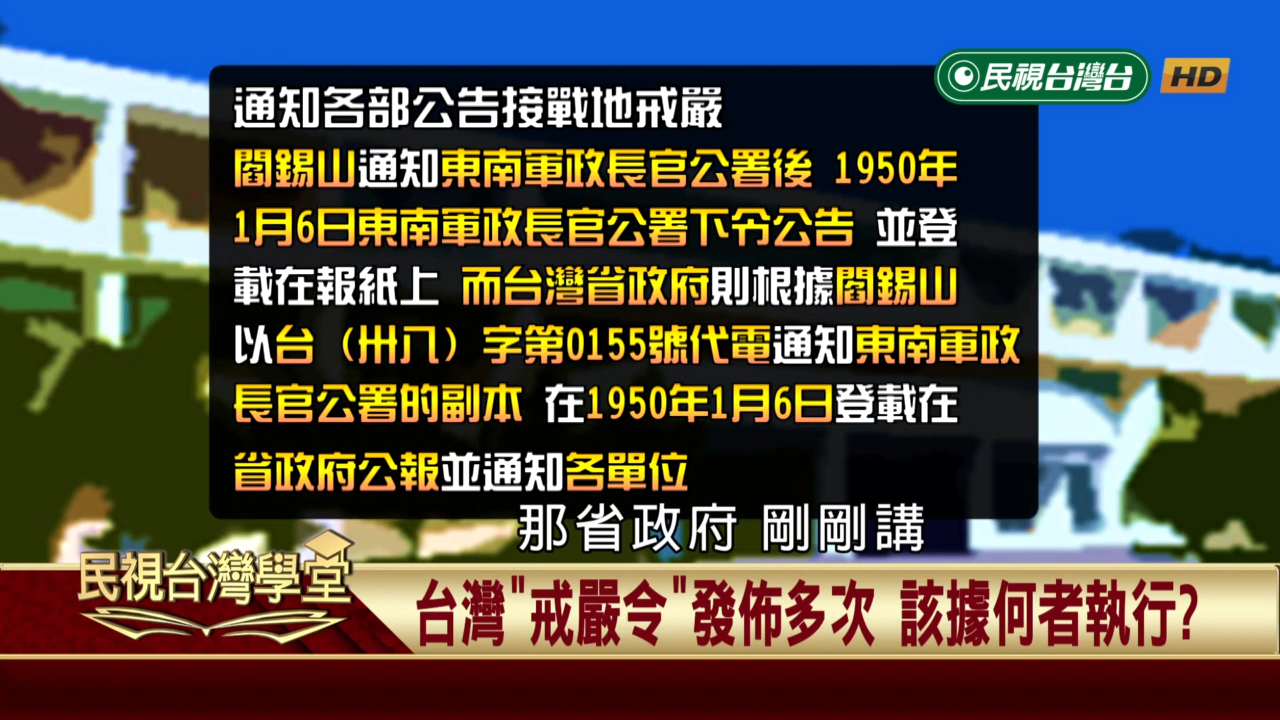 民視台灣台 HD
通知各部公告接戰地戒嚴
閻錫山通知東南軍政長官公署後 1950年
1月6日東南軍政長官公署下令公告 並登
載在報紙上 而台灣省政府則根據閻錫山
以台（卅八）字第0155號代電通知東南軍政
長官公署的副本 在1950年1月6日登載在
省政府公報並通知各單位
那省政府 剛剛講
民視台灣學堂
台灣"戒嚴令"發佈多次 該據何者執行?